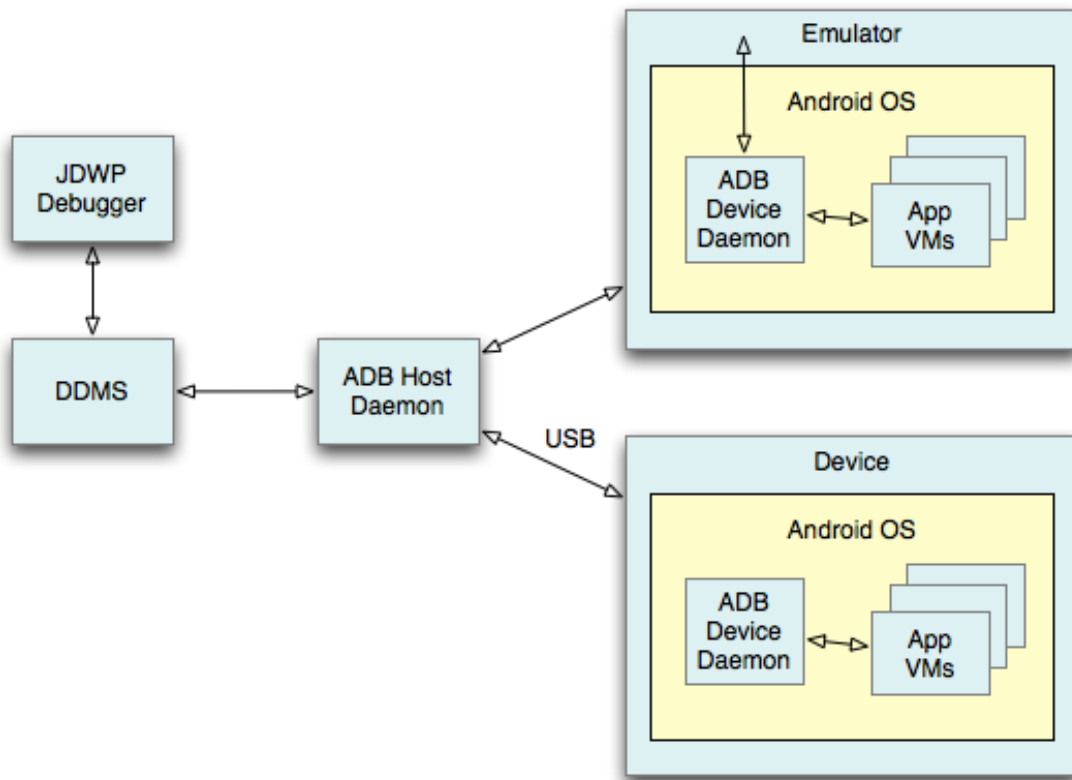 Emulator
Android OS
ADB
Device
Daemon
App
VMs
JDWP
Debugger
DDMS
ADB Host
Daemon
USB
Device
Android OS
ADB
Device
Daemon
App
VMs